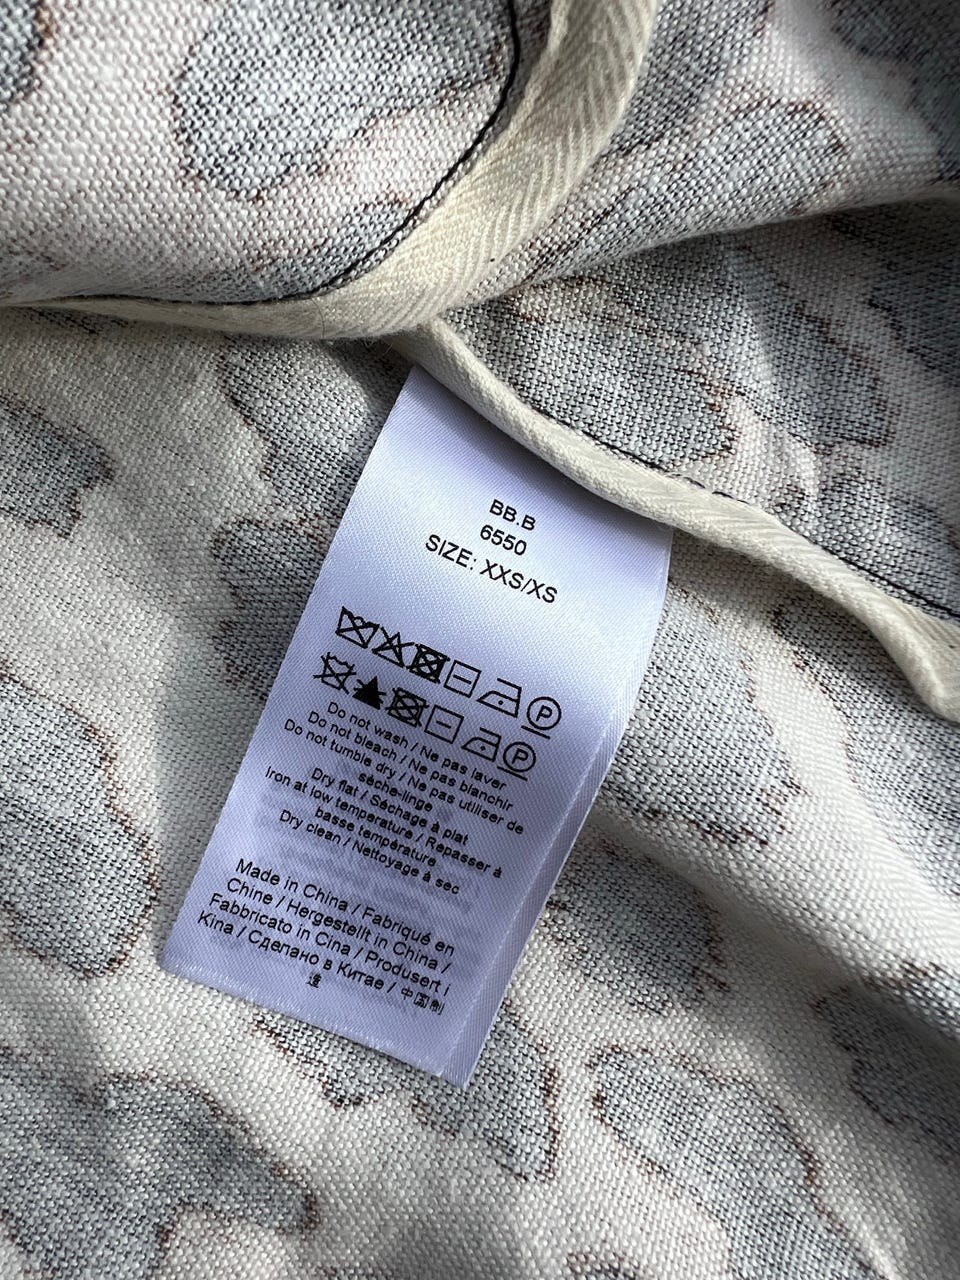 BB.B
6550
SIZE: XXS/XS
P
P
Do not wash / Ne pas laver
Do not bleach / Ne pas blanchir
Do not tumble dry / Ne pas utiliser de
sèche-linge
Dry flat / Séchage à plat
Iron at low temperature / Repasser à
basse température
Dry clean / Nettoyage à sec
Made in China / Fabriqué en
Chine / Hergestellt in China /
Fabbricato in Cina / Produsert i
Kina / Сделано в Китае / 中国制
造